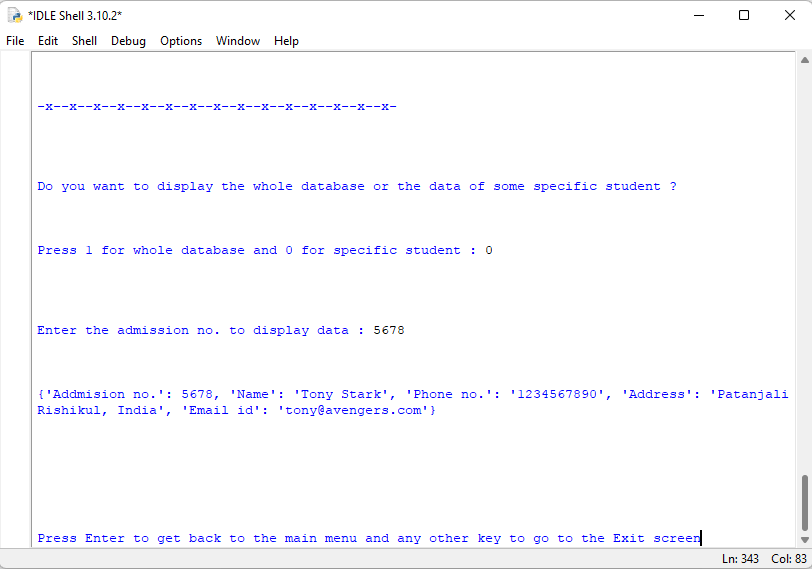 *IDLE Shell 3.10.2*
File Edit Shell Debug Options Window Help
-x--x--x--x--x--x--x--x--x--x--x--x--x--x--x-
Do you want to display the whole database or the data of some specific student ?
Press 1 for whole database and 0 for specific student : 0
Enter the admission no. to display data : 5678
{'Addmision no.': 5678, 'Name': 'Tony Stark', 'Phone no.': '1234567890', 'Address': 'Patanjali
Rishikul, India', 'Email id': 'tony@avengers.com'}
Press Enter to get back to the main menu and any other key to go to the Exit screen
Ln: 343 Col: 83